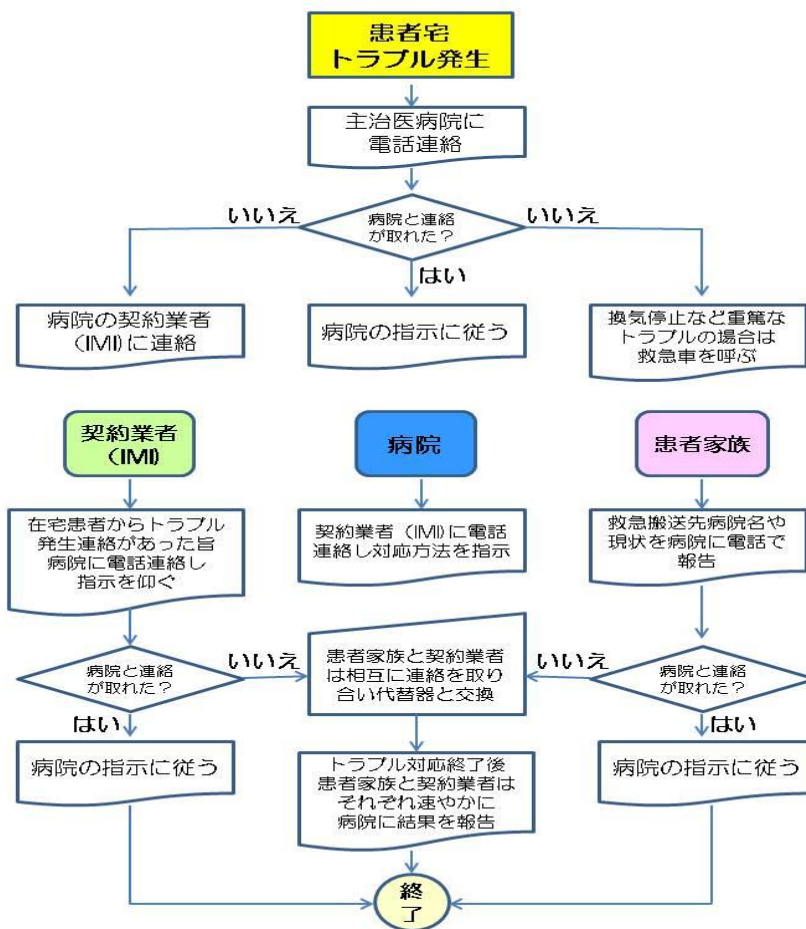 患者宅
トラブル発生
主治医病院に
電話連絡
いいえ
病院と連絡
が取れた？
いいえ
はい
病院の契約業者
(IMI)に連絡
病院の指示に従う
換気停止など重篤な
トラブルの場合は
救急車を呼ぶ
契約業者
(IMI)
病院
患者家族
在宅患者からトラブル
発生連絡があった旨
病院に電話連絡し
指示を仰ぐ
契約業者（IMI)に電話
連絡し対応方法を指示
救急搬送先病院名や
現状を病院に電話で
報告
病院と連絡
が取れた？
いいえ
患者家族と契約業者
は相互に連絡を取り
合い代替器と交換
いいえ
病院と連絡
が取れた？
はい
はい
病院の指示に従う
トラブル対応終了後
患者家族と契約業者は
それぞれ速やかに
病院に結果を報告
病院の指示に従う
終
了